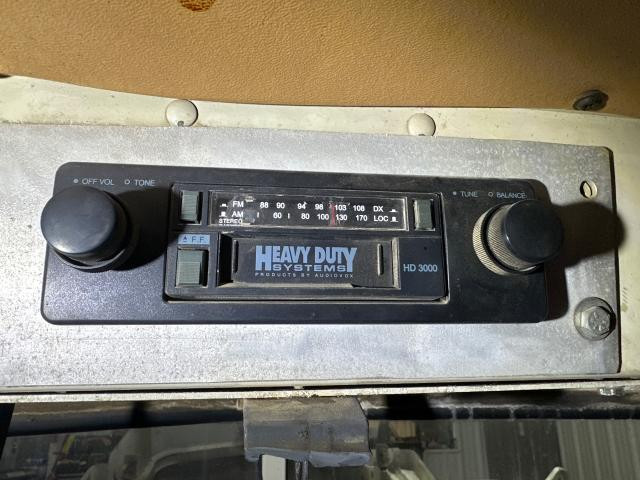 OFF VOL TONE
FM 88 90 94 98 103 108 DX
AM 60 80 100 130 170 LOC
STEREO
TUNE BALANCE
F.F.
HEAVY DUTY
SYSTEMS
PRODUCTS BY AUDIOVOX
HD 3000